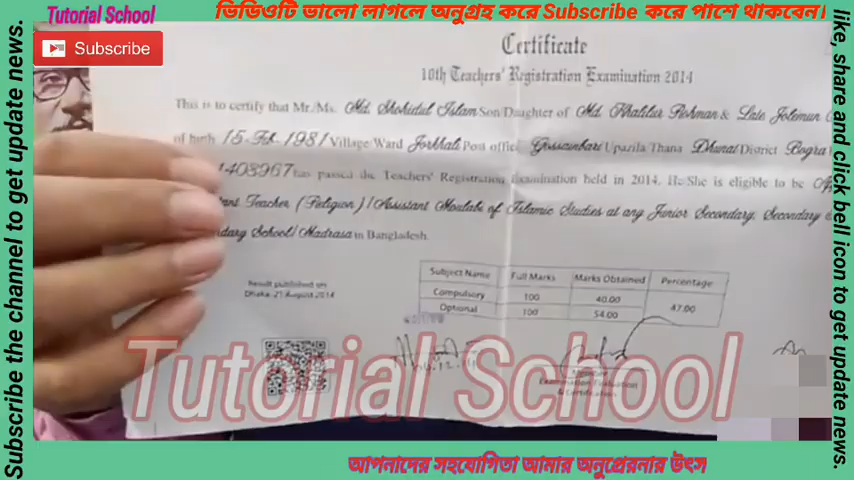 Tutorial School
ভিডিওটি ভালো লাগলে অনুগ্রহ করে Subscribe করে পাশে থাকবেন।
Subscribe
Subscribe the channel to get update news.
like, share and click bell icon to get update news.
Certificate
10th Teachers' Registration Examination 2014
This is to certify that Mr./Ms. Md. Shohidul Islam Son/Daughter of Md. Khalilur Rohman & Late Jolemun
of birth 15-Feb.-1981 Village/Ward Jorkhali Post office Gossainbari Upazila/Thana Dhunat District Bogra
1403967 has passed the Teachers' Registration Examination held in 2014. He/She is eligible to be
Teacher (Religion) / Assistant Moulabi of Islamic Studies at any Junior Secondary, Secondary
School/ Madrasa in Bangladesh.
Subject Name Full Marks Marks Obtained Percentage
Compulsory 100 40.00 47.00
Optional 100 54.00
Result published on
Dhaka: 21 August 2014
Tutorial School
Examination Evaluation
আপনাদের সহযোগিতা আমার অনুপ্রেরনার উৎস